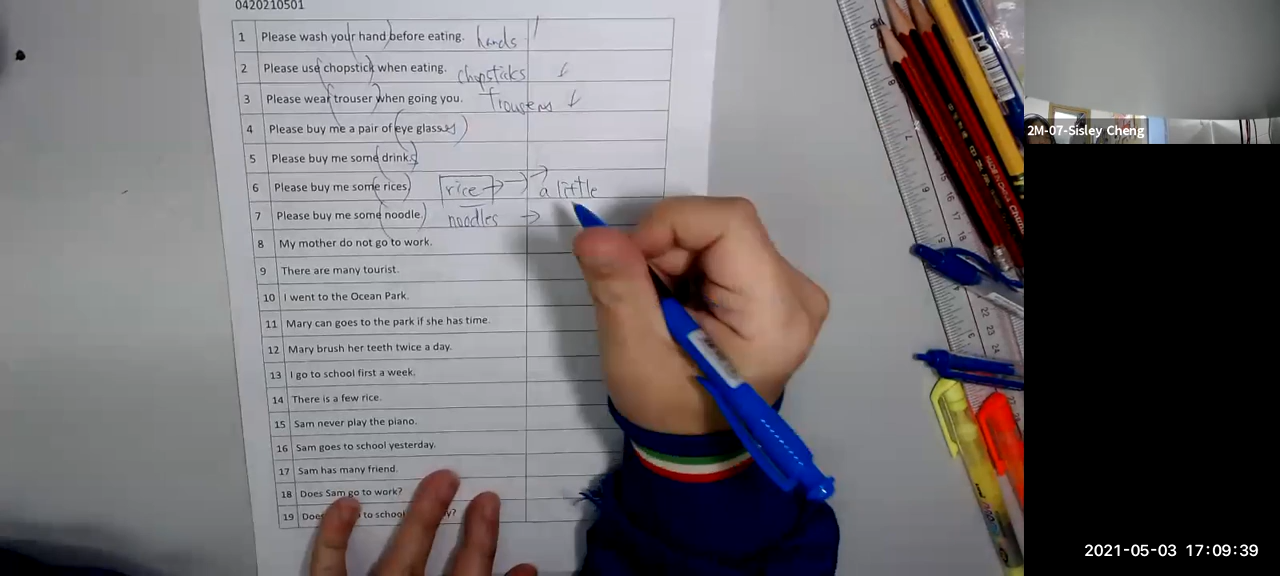 0420210501
1 Please wash your hand before eating. hands
2 Please use chopstick when eating. chopsticks
3 Please wear trouser when going you. Trousers
4 Please buy me a pair of eye glasses
5 Please buy me some drinks
6 Please buy me some rices rice a little
7 Please buy me some noodle. noodles
8 My mother do not go to work.
9 There are many tourist.
10 I went to the Ocean Park.
11 Mary can goes to the park if she has time.
12 Mary brush her teeth twice a day.
13 I go to school first a week.
14 There is a few rice.
15 Sam never play the piano.
16 Sam goes to school yesterday.
17 Sam has many friend.
18 Does Sam go to work?
19 to school
2M-07-Sisley Cheng
2021-05-03 17:09:39